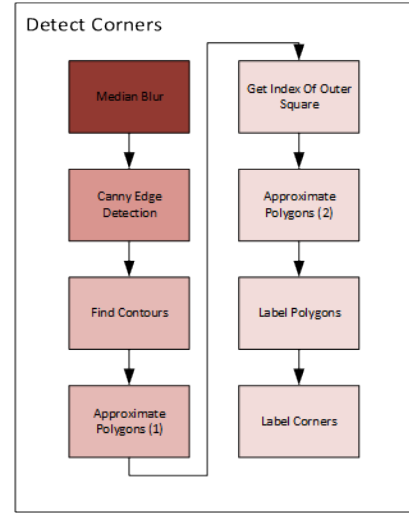 Detect Corners
Median Blur
Canny Edge
Detection
Find Contours
Approximate
Polygons (1)
Get Index Of Outer
Square
Approximate
Polygons (2)
Label Polygons
Label Corners